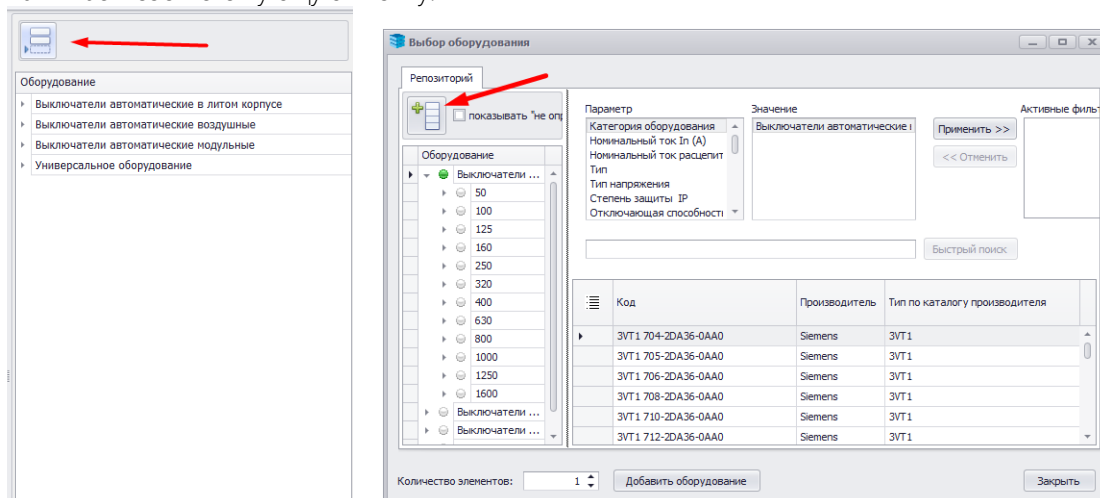 Оборудование
Выключатели автоматические в литом корпусе
Выключатели автоматические воздушные
Выключатели автоматические модульные
Универсальное оборудование
Выбор оборудования
Репозиторий
показывать "не опр
Оборудование
Выключатели ...
50
100
125
160
250
320
400
630
800
1000
1250
1600
Выключатели ...
Выключатели ...
Параметр Значение Активные фильт
Категория оборудования Выключатели автоматические
Номинальный ток In (A)
Номинальный ток расцепит
Тип
Тип напряжения
Степень защиты IP
Отключающая способност
Применить >>
<< Отменить
Быстрый поиск
Код Производитель Тип по каталогу производителя
3VT1 704-2DA36-0AA0 Siemens 3VT1
3VT1 705-2DA36-0AA0 Siemens 3VT1
3VT1 706-2DA36-0AA0 Siemens 3VT1
3VT1 708-2DA36-0AA0 Siemens 3VT1
3VT1 710-2DA36-0AA0 Siemens 3VT1
3VT1 712-2DA36-0AA0 Siemens 3VT1
Количество элементов: 1 Добавить оборудование Закрыть